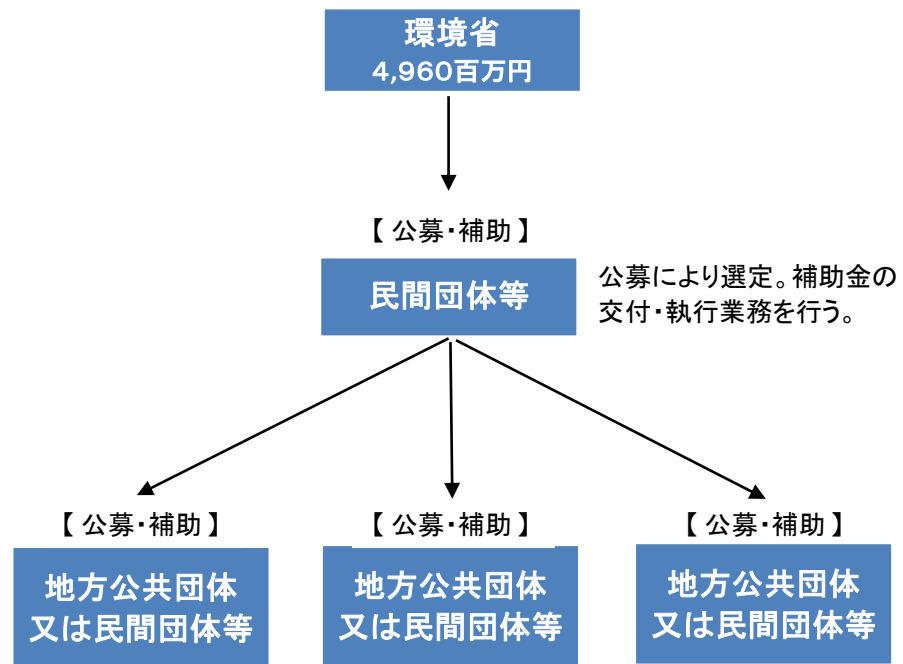 環境省
4,960百万円
【 公募・補助 】
民間団体等
公募により選定。補助金の
交付・執行業務を行う。
【 公募・補助 】
【 公募・補助 】
【 公募・補助 】
地方公共団体
又は民間団体等
地方公共団体
又は民間団体等
地方公共団体
又は民間団体等